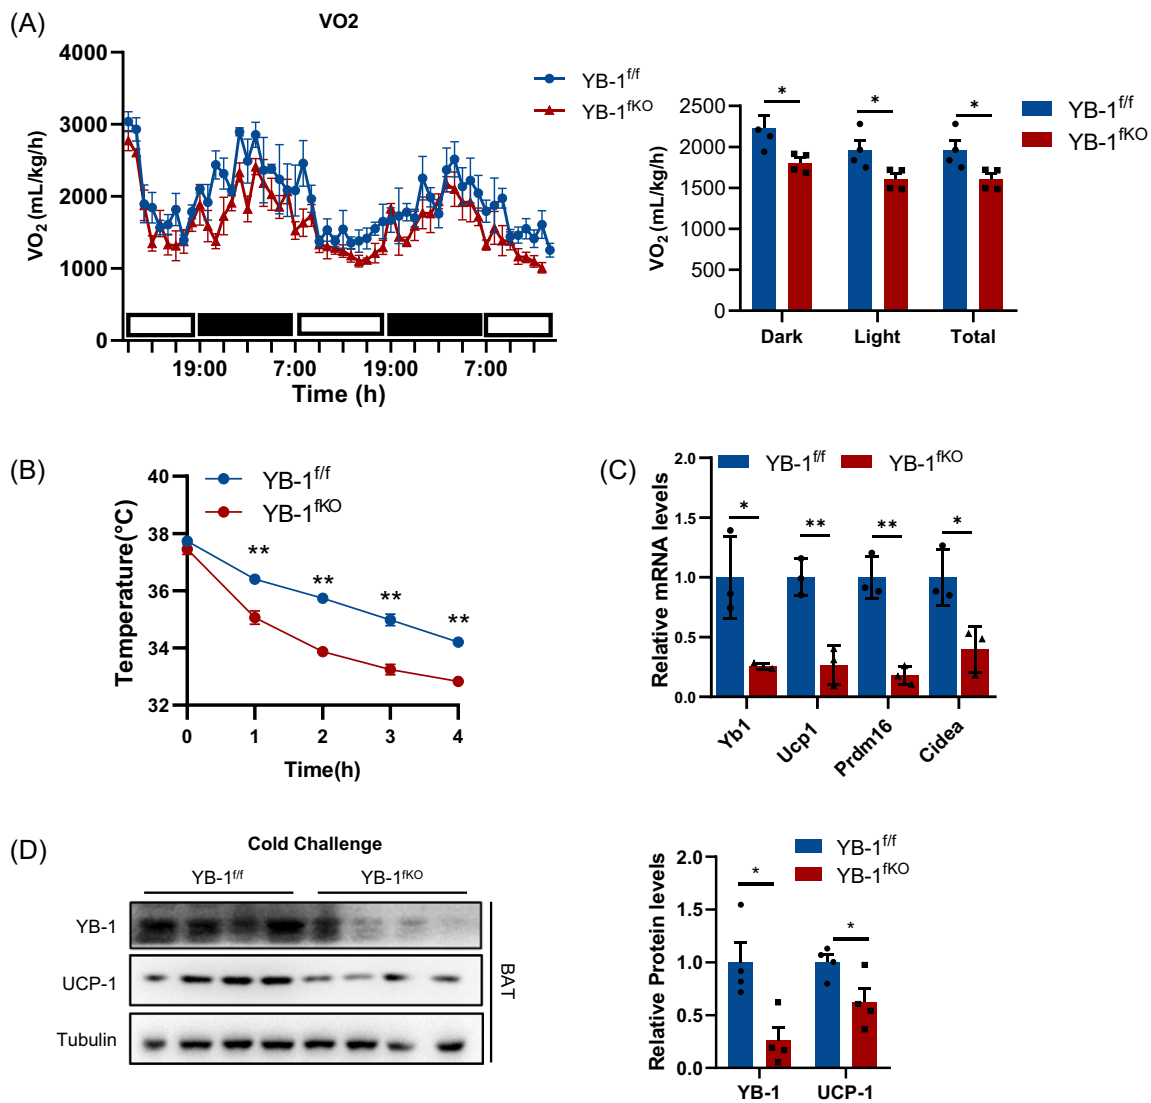 (A)
VO2
4000
3000
2000
1000
0
VO2 (mL/kg/h)
19:00
7:00
19:00
7:00
Time (h)
YB-1f/f
YB-1fKO
2500
2000
1500
1000
500
0
VO2 (mL/kg/h)
* * *
Dark Light Total
YB-1f/f
YB-1fKO
(B)
YB-1f/f
YB-1fKO
40
38
36
34
32
Temperature(°C)
** ** ** **
0 1 2 3 4
Time(h)
(C)
YB-1f/f YB-1fKO
2.0
1.5
1.0
0.5
0.0
Relative mRNA levels
* ** ** *
Yb1 Ucp1 Prdm16 Cidea
(D)
Cold Challenge
YB-1f/f YB-1fKO
YB-1
UCP-1
Tubulin
BAT
YB-1f/f
YB-1fKO
2.0
1.5
1.0
0.5
0.0
Relative Protein levels
* *
YB-1 UCP-1